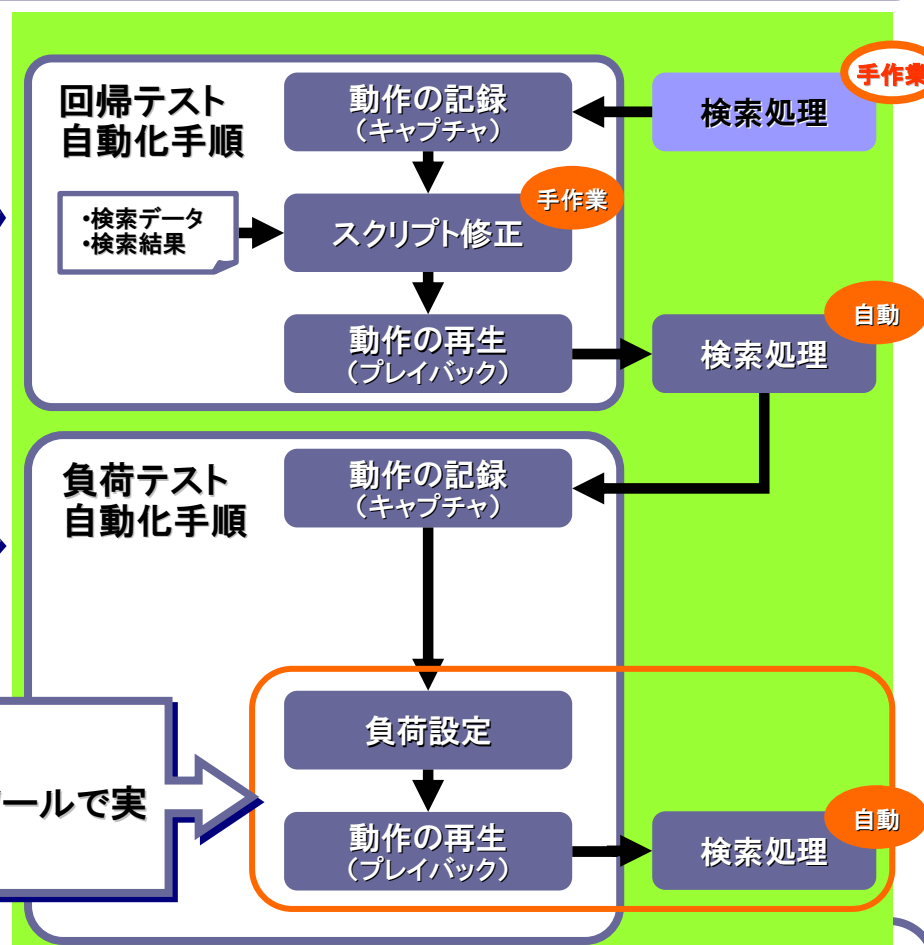 回帰テスト
自動化手順
動作の記録
（キャプチャ）
検索処理
手作業
・検索データ
・検索結果
スクリプト修正
手作業
動作の再生
（プレイバック）
検索処理
自動
負荷テスト
自動化手順
動作の記録
（キャプチャ）
負荷設定
ールで実
動作の再生
（プレイバック）
検索処理
自動